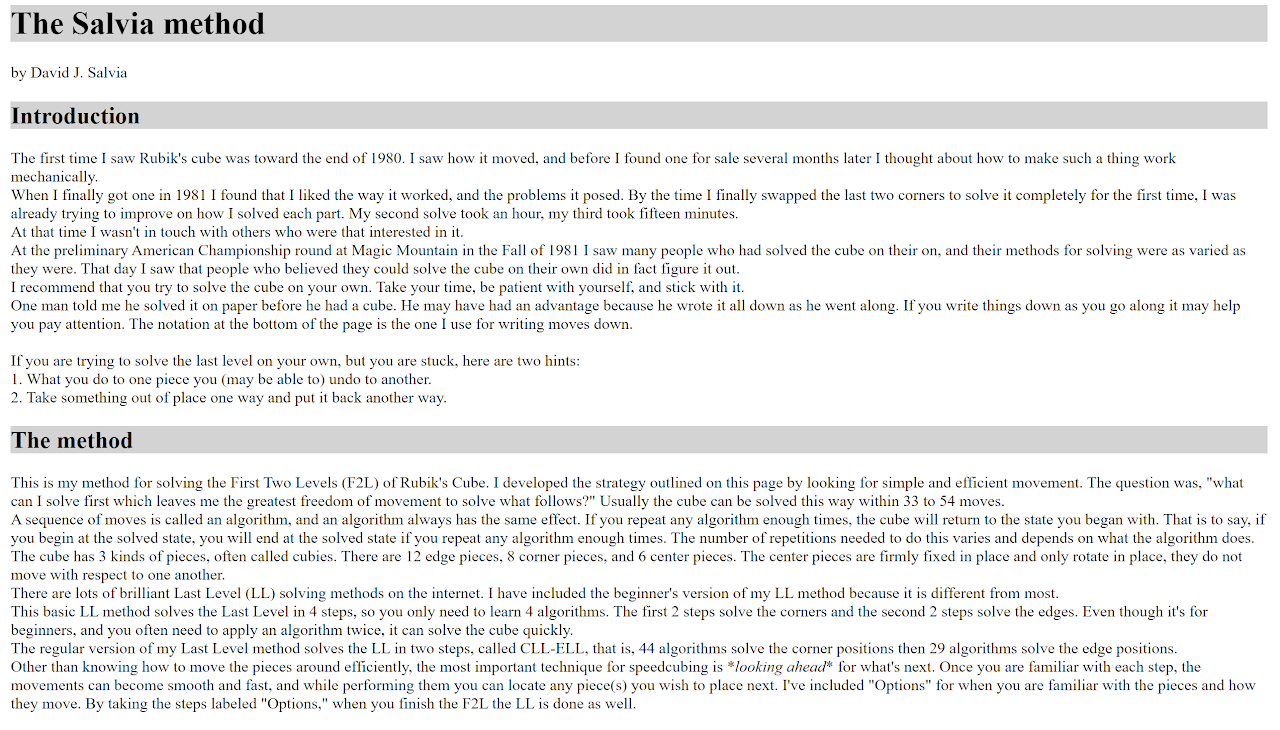 The Salvia method
by David J. Salvia
Introduction
The first time I saw Rubik's cube was toward the end of 1980. I saw how it moved, and before I found one for sale several months later I thought about how to make such a thing work
mechanically.
When I finally got one in 1981 I found that I liked the way it worked, and the problems it posed. By the time I finally swapped the last two corners to solve it completely for the first time, I was
already trying to improve on how I solved each part. My second solve took an hour, my third took fifteen minutes.
At that time I wasn't in touch with others who were that interested in it.
At the preliminary American Championship round at Magic Mountain in the Fall of 1981 I saw many people who had solved the cube on their on, and their methods for solving were as varied as
they were. That day I saw that people who believed they could solve the cube on their own did in fact figure it out.
I recommend that you try to solve the cube on your own. Take your time, be patient with yourself, and stick with it.
One man told me he solved it on paper before he had a cube. He may have had an advantage because he wrote it all down as he went along. If you write things down as you go along it may help
you pay attention. The notation at the bottom of the page is the one I use for writing moves down.
If you are trying to solve the last level on your own, but you are stuck, here are two hints:
1. What you do to one piece you (may be able to) undo to another.
2. Take something out of place one way and put it back another way.
The method
This is my method for solving the First Two Levels (F2L) of Rubik's Cube. I developed the strategy outlined on this page by looking for simple and efficient movement. The question was, "what
can I solve first which leaves me the greatest freedom of movement to solve what follows?" Usually the cube can be solved this way within 33 to 54 moves.
A sequence of moves is called an algorithm, and an algorithm always has the same effect. If you repeat any algorithm enough times, the cube will return to the state you began with. That is to say, if
you begin at the solved state, you will end at the solved state if you repeat any algorithm enough times. The number of repetitions needed to do this varies and depends on what the algorithm does.
The cube has 3 kinds of pieces, often called cubies. There are 12 edge pieces, 8 corner pieces, and 6 center pieces. The center pieces are firmly fixed in place and only rotate in place, they do not
move with respect to one another.
There are lots of brilliant Last Level (LL) solving methods on the internet. I have included the beginner's version of my LL method because it is different from most.
This basic LL method solves the Last Level in 4 steps, so you only need to learn 4 algorithms. The first 2 steps solve the corners and the second 2 steps solve the edges. Even though it's for
beginners, and you often need to apply an algorithm twice, it can solve the cube quickly.
The regular version of my Last Level method solves the LL in two steps, called CLL-ELL, that is, 44 algorithms solve the corner positions then 29 algorithms solve the edge positions.
Other than knowing how to move the pieces around efficiently, the most important technique for speedcubing is *looking ahead* for what's next. Once you are familiar with each step, the
movements can become smooth and fast, and while performing them you can locate any piece(s) you wish to place next. I've included "Options" for when you are familiar with the pieces and how
they move. By taking the steps labeled "Options," when you finish the F2L the LL is done as well.